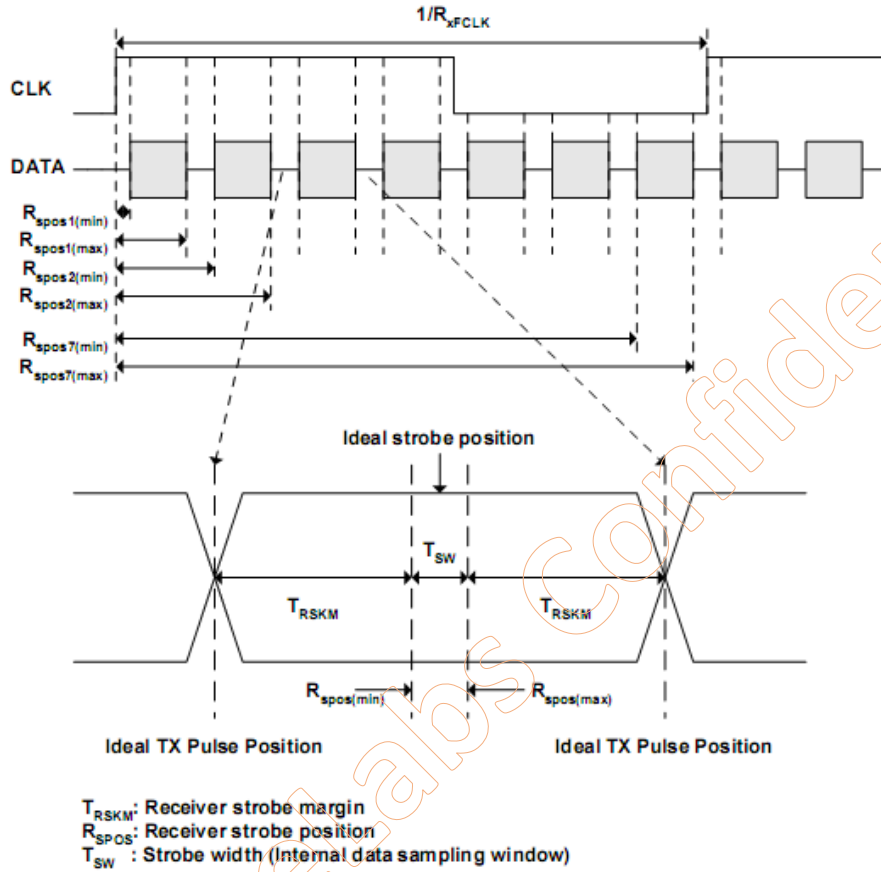 1/RxFCLK
CLK
DATA
Rspos1(min)
Rspos1(max)
Rspos2(min)
Rspos2(max)
Rspos7(min)
Rspos7(max)
Ideal strobe position
TSW
TRSKM
TRSKM
Rspos(min)
Rspos(max)
Ideal TX Pulse Position
Ideal TX Pulse Position
TRSKM: Receiver strobe margin
RSPOS: Receiver strobe position
TSW : Strobe width (Internal data sampling window)
eLabs Confiden